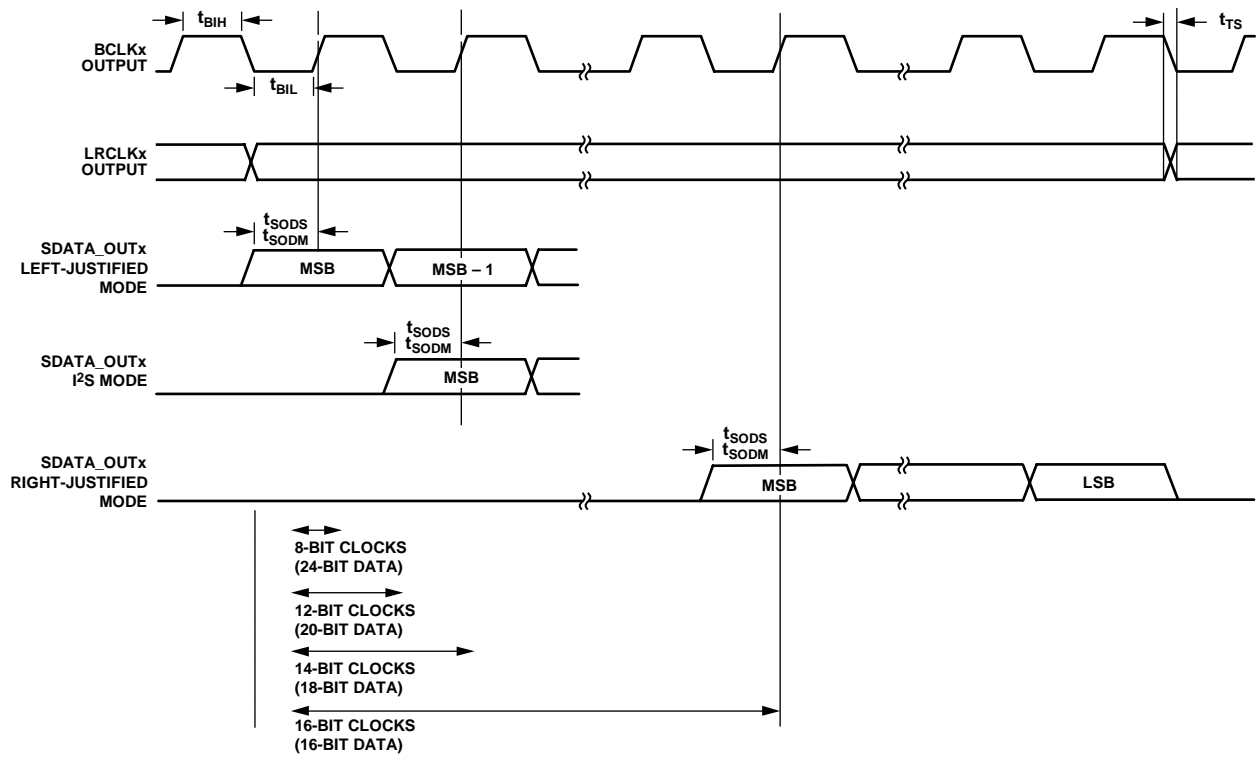 tBIH
tTS
BCLKx
OUTPUT
tBIL
LRCLKx
OUTPUT
tSODS
tSODM
SDATA_OUTx
LEFT-JUSTIFIED
MODE
MSB
MSB – 1
tSODS
tSODM
SDATA_OUTx
I2S MODE
MSB
tSODS
tSODM
SDATA_OUTx
RIGHT-JUSTIFIED
MODE
MSB
LSB
8-BIT CLOCKS
(24-BIT DATA)
12-BIT CLOCKS
(20-BIT DATA)
14-BIT CLOCKS
(18-BIT DATA)
16-BIT CLOCKS
(16-BIT DATA)